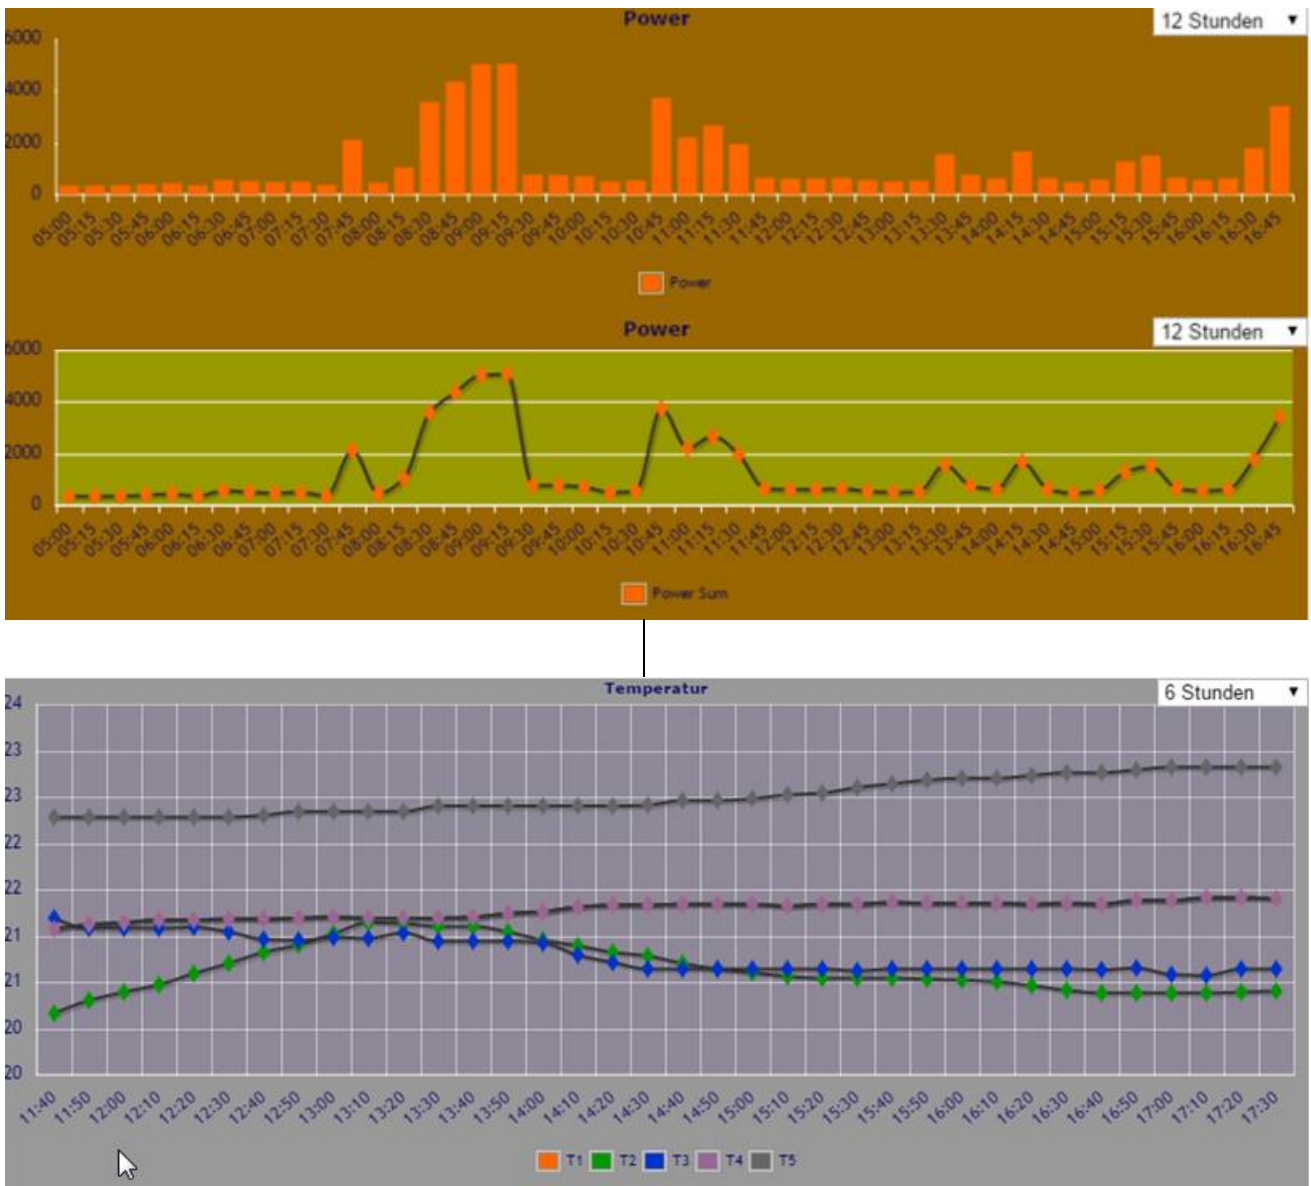 Power
12 Stunden
6000
4000
2000
0
05:00 05:15 05:30 05:45 06:00 06:15 06:30 06:45 07:00 07:15 07:30 07:45 08:00 08:15 08:30 08:45 09:00 09:15 09:30 09:45 10:00 10:15 10:30 10:45 11:00 11:15 11:30 11:45 12:00 12:15 12:30 12:45 13:00 13:15 13:30 13:45 14:00 14:15 14:30 14:45 15:00 15:15 15:30 15:45 16:00 16:15 16:30 16:45
Power
Power
12 Stunden
6000
4000
2000
0
05:00 05:15 05:30 05:45 06:00 06:15 06:30 06:45 07:00 07:15 07:30 07:45 08:00 08:15 08:30 08:45 09:00 09:15 09:30 09:45 10:00 10:15 10:30 10:45 11:00 11:15 11:30 11:45 12:00 12:15 12:30 12:45 13:00 13:15 13:30 13:45 14:00 14:15 14:30 14:45 15:00 15:15 15:30 15:45 16:00 16:15 16:30 16:45
Power Sum
Temperatur
6 Stunden
24
23
23
22
22
21
21
20
20
11:40 11:50 12:00 12:10 12:20 12:30 12:40 12:50 13:00 13:10 13:20 13:30 13:40 13:50 14:00 14:10 14:20 14:30 14:40 14:50 15:00 15:10 15:20 15:30 15:40 15:50 16:00 16:10 16:20 16:30 16:40 16:50 17:00 17:10 17:20 17:30
T1 T2 T3 T4 T5